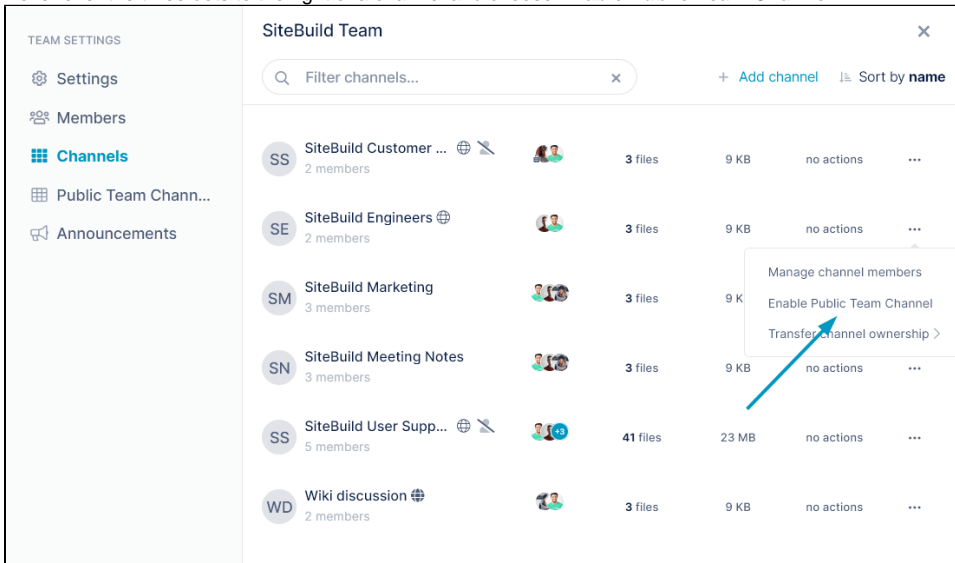 TEAM SETTINGS
Settings
Members
Channels
Public Team Chann...
Announcements
SiteBuild Team
Filter channels...
+ Add channel
Sort by name
SS
SiteBuild Customer ...
2 members
3 files
9 KB
no actions
SE
SiteBuild Engineers
2 members
3 files
9 KB
no actions
Manage channel members
Enable Public Team Channel
Transfer channel ownership
SM
SiteBuild Marketing
3 members
3 files
SN
SiteBuild Meeting Notes
3 members
3 files
9 KB
no actions
SS
SiteBuild User Supp...
5 members
+3
41 files
23 MB
no actions
WD
Wiki discussion
2 members
3 files
9 KB
no actions